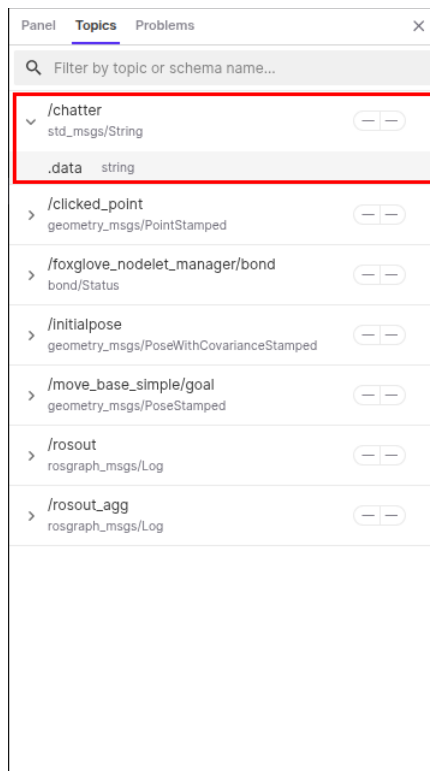 Panel Topics Problems
Filter by topic or schema name...
/chatter
std_msgs/String
.data string
/clicked_point
geometry_msgs/PointStamped
/foxglove_nodelet_manager/bond
bond/Status
/initialpose
geometry_msgs/PoseWithCovarianceStamped
/move_base_simple/goal
geometry_msgs/PoseStamped
/rosout
rosgraph_msgs/Log
/rosout_agg
rosgraph_msgs/Log